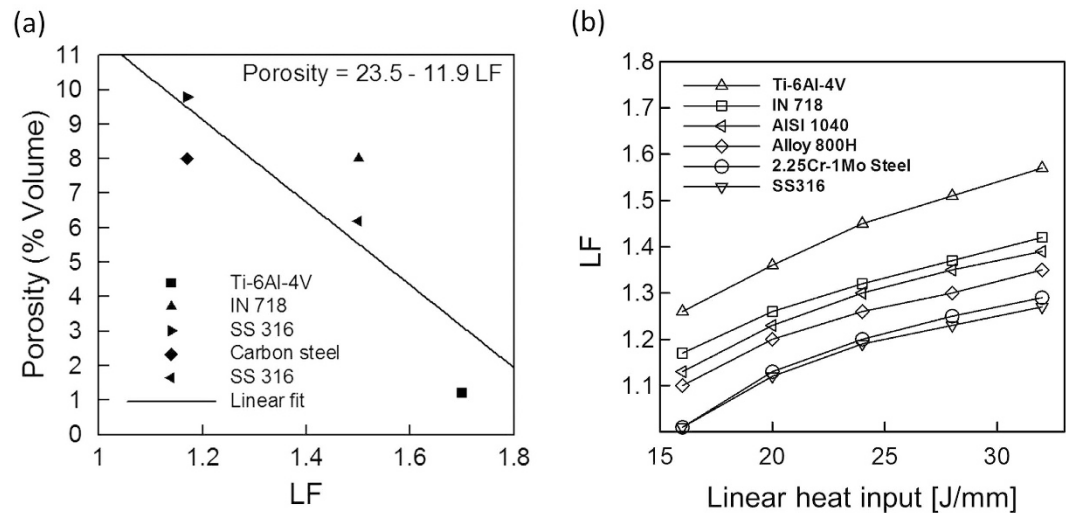 (a)
Porosity = 23.5 - 11.9 LF
Porosity (% Volume)
11
10
9
8
7
6
5
4
3
2
1
0
Ti-6Al-4V
IN 718
SS 316
Carbon steel
SS 316
Linear fit
1
1.2
1.4
1.6
1.8
LF
(b)
LF
1.8
1.7
1.6
1.5
1.4
1.3
1.2
1.1
Ti-6Al-4V
IN 718
AISI 1040
Alloy 800H
2.25Cr-1Mo Steel
SS316
15
20
25
30
Linear heat input [J/mm]